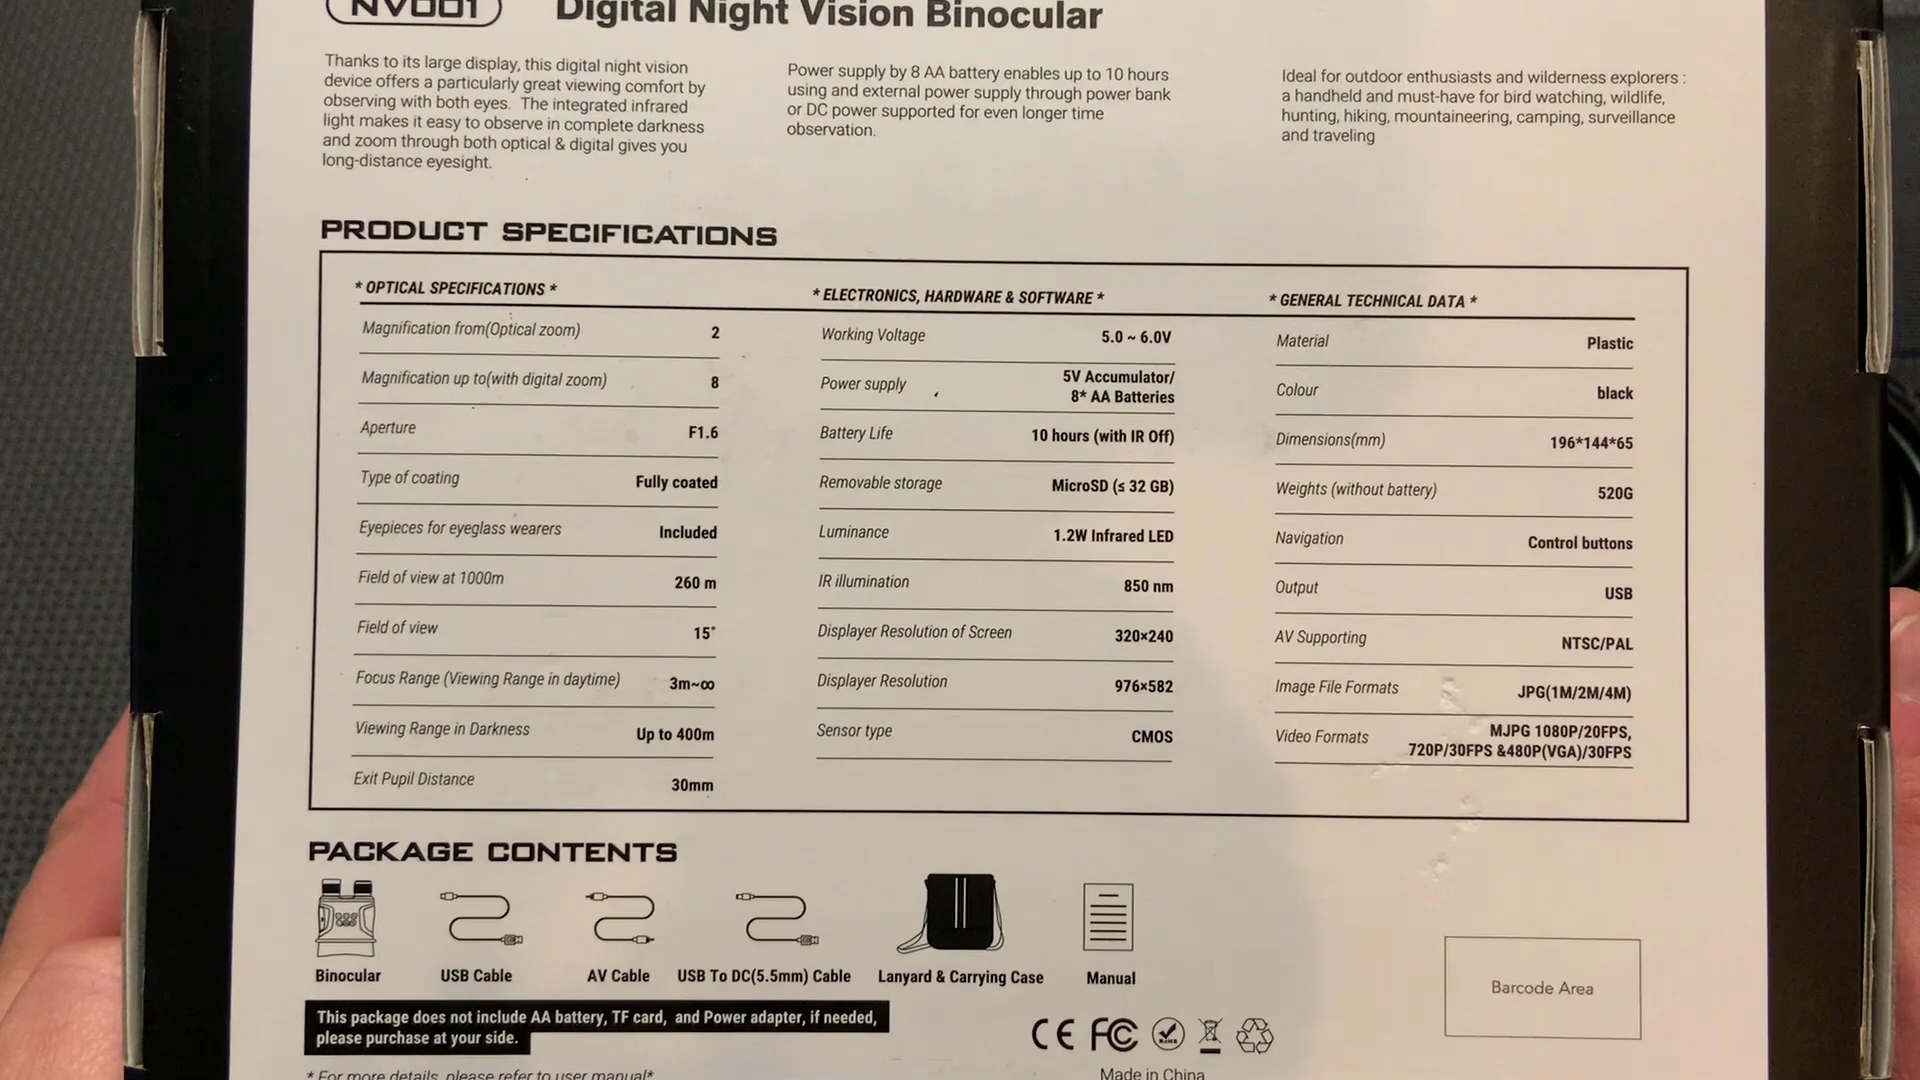 NV001
Digital Night Vision Binocular
Thanks to its large display, this digital night vision
device offers a particularly great viewing comfort by
observing with both eyes. The integrated infrared
light makes it easy to observe in complete darkness
and zoom through both optical & digital gives you
long-distance eyesight.
Power supply by 8 AA battery enables up to 10 hours
using and external power supply through power bank
or DC power supported for even longer time
observation.
Ideal for outdoor enthusiasts and wilderness explorers :
a handheld and must-have for bird watching, wildlife,
hunting, hiking, mountaineering, camping, surveillance
and traveling
PRODUCT SPECIFICATIONS
* OPTICAL SPECIFICATIONS *
Magnification from(Optical zoom) 2
Magnification up to(with digital zoom) 8
Aperture F1.6
Type of coating Fully coated
Eyepieces for eyeglass wearers Included
Field of view at 1000m 260 m
Field of view 15°
Focus Range (Viewing Range in daytime) 3m~∞
Viewing Range in Darkness Up to 400m
Exit Pupil Distance 30mm
* ELECTRONICS, HARDWARE & SOFTWARE *
Working Voltage 5.0 ~ 6.0V
Power supply 5V Accumulator/
8* AA Batteries
Battery Life 10 hours (with IR Off)
Removable storage MicroSD (≤ 32 GB)
Luminance 1.2W Infrared LED
IR illumination 850 nm
Displayer Resolution of Screen 320×240
Displayer Resolution 976×582
Sensor type CMOS
* GENERAL TECHNICAL DATA *
Material Plastic
Colour black
Dimensions(mm) 196*144*65
Weights (without battery) 520G
Navigation Control buttons
Output USB
AV Supporting NTSC/PAL
Image File Formats JPG(1M/2M/4M)
Video Formats MJPG 1080P/20FPS,
720P/30FPS &480P(VGA)/30FPS
PACKAGE CONTENTS
Binocular
USB Cable
AV Cable
USB To DC(5.5mm) Cable
Lanyard & Carrying Case
Manual
This package does not include AA battery, TF card, and Power adapter, if needed,
please purchase at your side.
* For more details, please refer to user manual*
CE FC RoHS
Made in China
Barcode Area